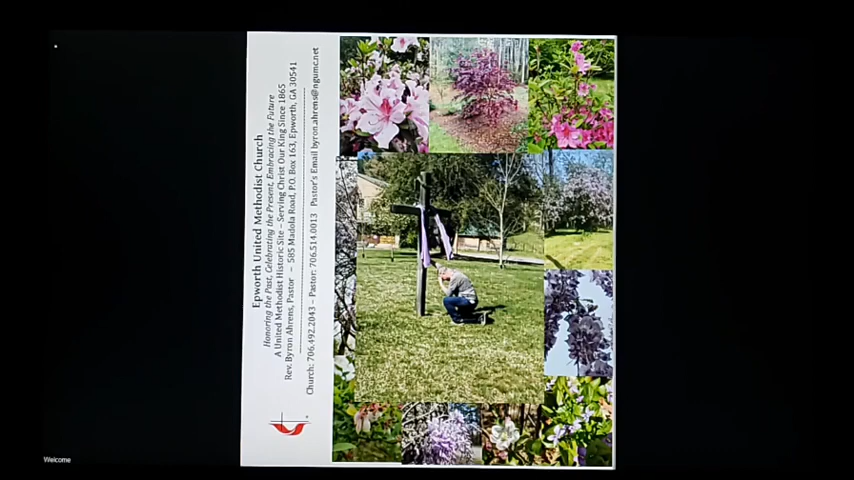 Epworth United Methodist Church
Honoring the Past, Celebrating the Present, Embracing the Future
A United Methodist Historic Site – Serving Christ Our King Since 1865
Rev. Byron Ahrens, Pastor – 585 Madola Road, P.O. Box 163, Epworth, GA 30541
Church: 706.492.2043 – Pastor: 706.514.0013 Pastor's Email byron.ahrens@ngumc.net
Welcome